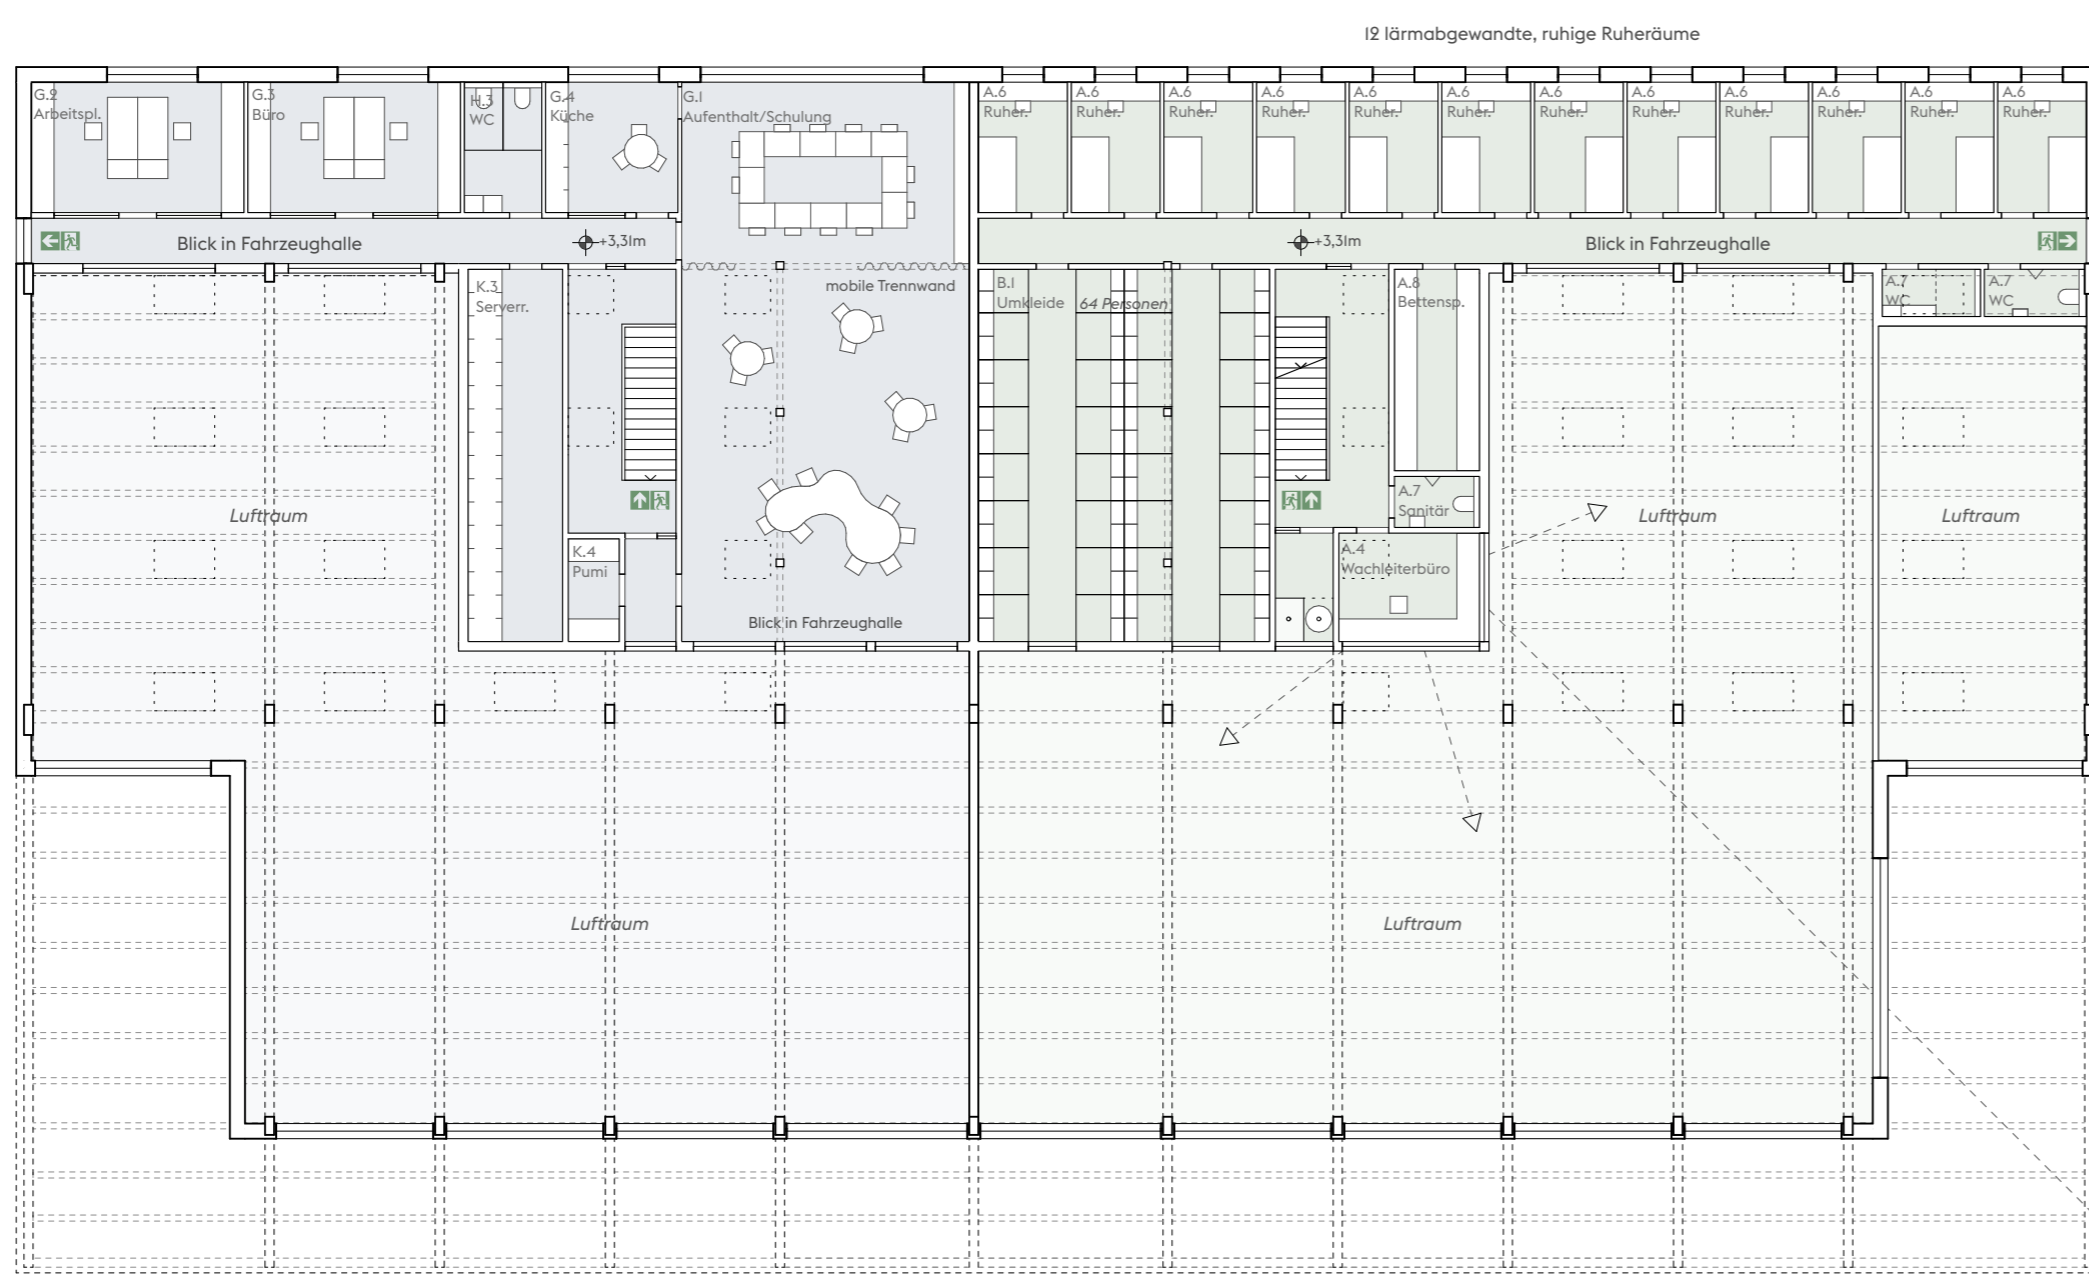 12 lärmabgewandte, ruhige Ruheräume
G.2
Arbeitspl.
G.3
Büro
H.3
WC
G.4
Küche
G.1
Aufenthalt/Schulung
A.6
Ruher.
A.6
Ruher.
A.6
Ruher.
A.6
Ruher.
A.6
Ruher.
A.6
Ruher.
A.6
Ruher.
A.6
Ruher.
A.6
Ruher.
A.6
Ruher.
A.6
Ruher.
A.6
Ruher.
Blick in Fahrzeughalle
+3,31m
+3,31m
Blick in Fahrzeughalle
K.3
Serverr.
mobile Trennwand
B.1
Umkleide
64 Personen
A.8
Bettensp.
A.7
WC
A.7
WC
Luftraum
A.7
Sanitär
Luftraum
Luftraum
K.4
Pumi
A.4
Wachleiterbüro
Blick in Fahrzeughalle
Luftraum
Luftraum